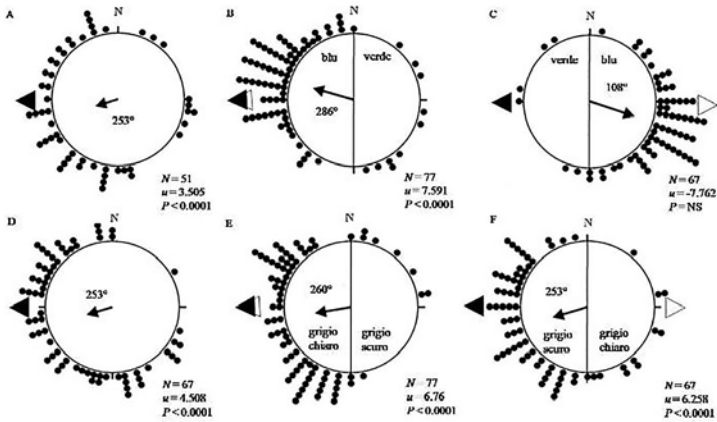 A
N
253°
N = 51
u = 3.505
P < 0.0001
B
N
blu
verde
286°
N = 77
u = 7.591
P < 0.0001
C
N
verde
blu
108°
N = 67
u = -7.762
P = NS
D
N
253°
N = 67
u = 4.508
P < 0.0001
E
N
260°
grigio
chiaro
grigio
scuro
N = 77
u = 6.76
P < 0.0001
F
N
253°
grigio
scuro
grigio
chiaro
N = 67
u = 6.258
P < 0.0001